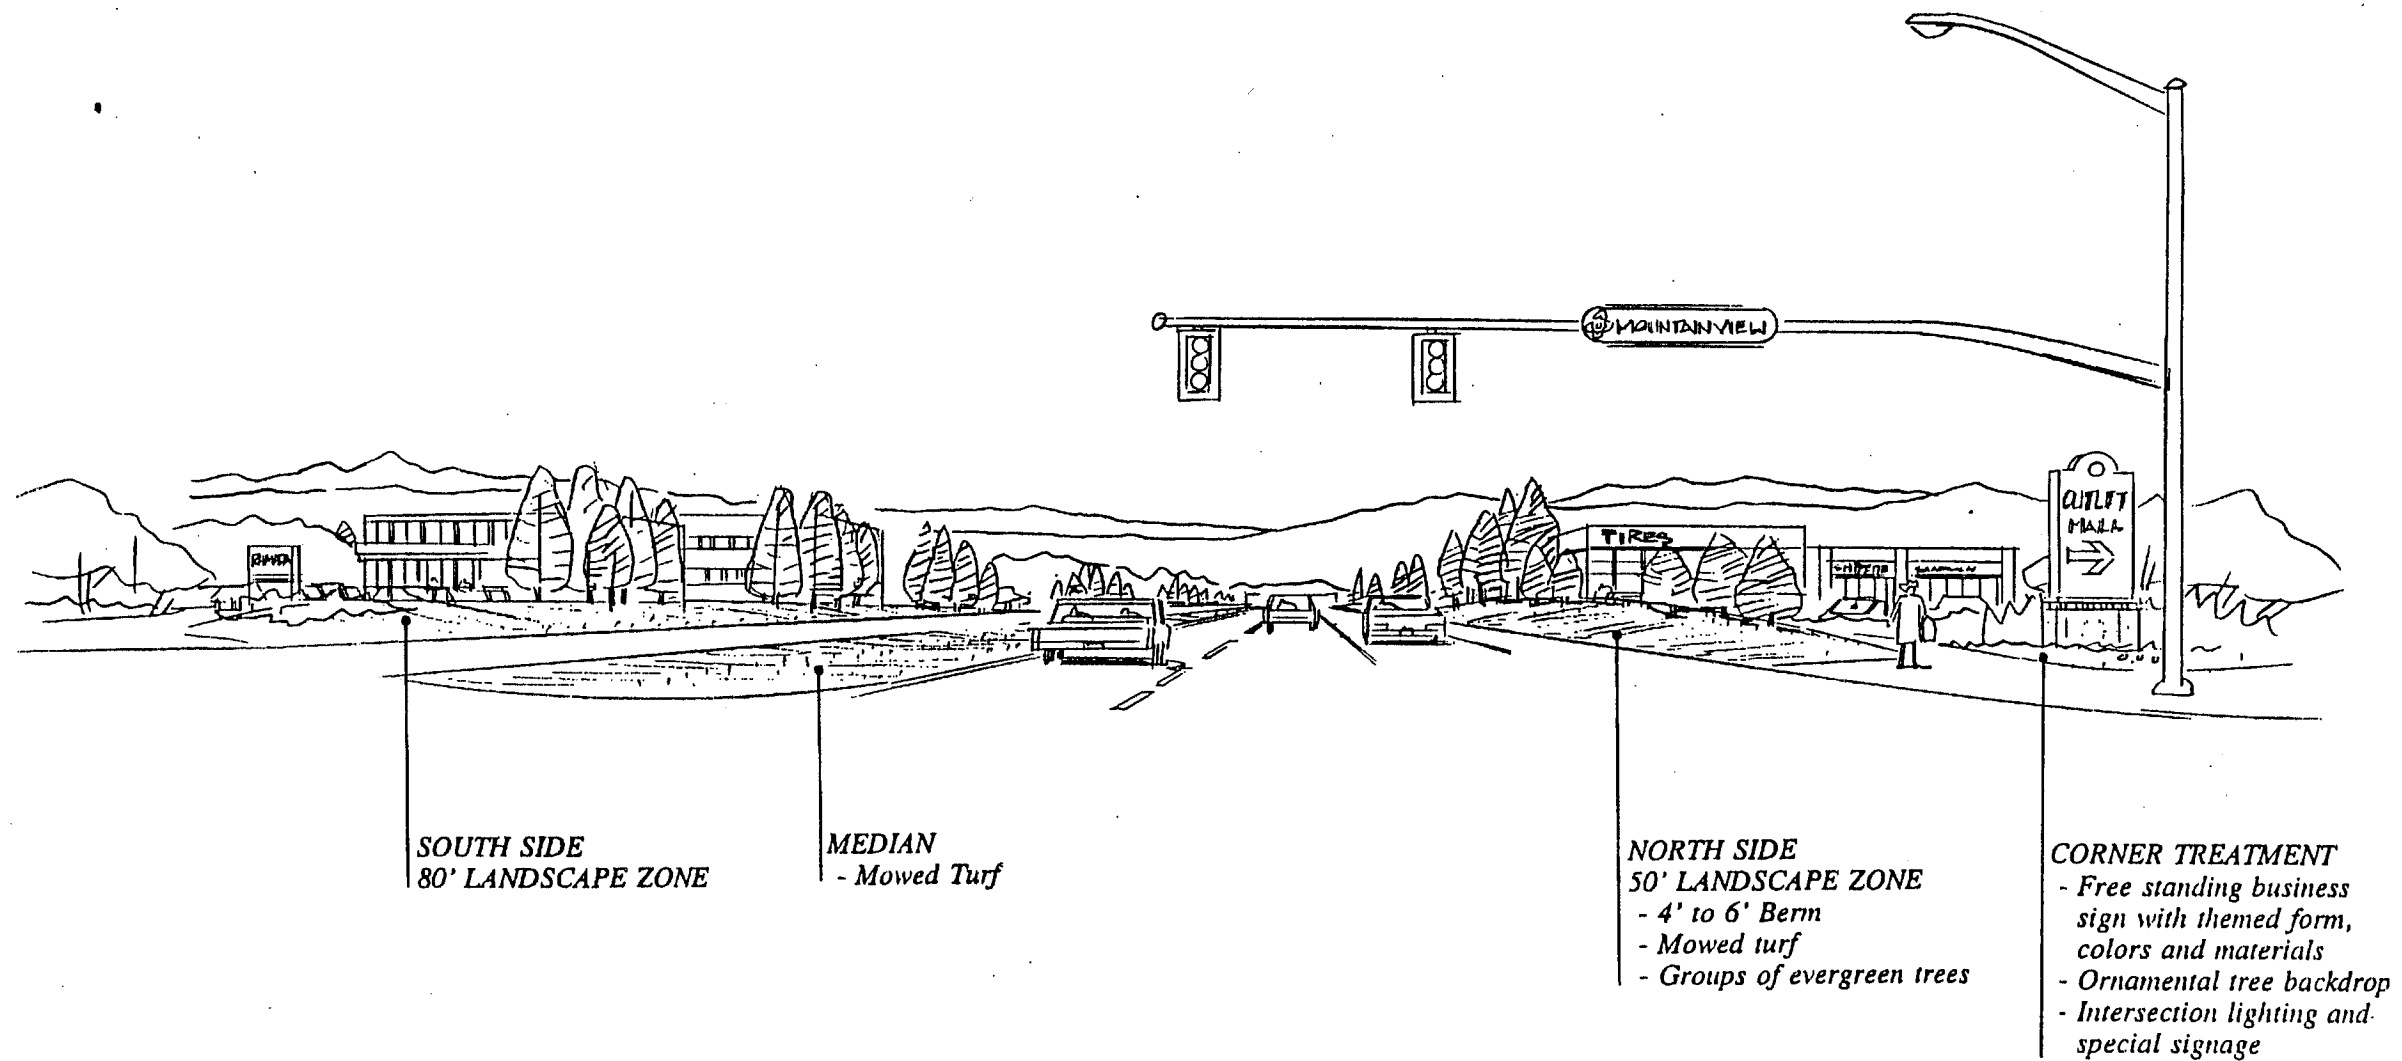 MOUNTAIN VIEW
OUTLET
MALL
TIRES
SOUTH SIDE
80' LANDSCAPE ZONE
MEDIAN
- Mowed Turf
NORTH SIDE
50' LANDSCAPE ZONE
- 4' to 6' Berm
- Mowed turf
- Groups of evergreen trees
CORNER TREATMENT
- Free standing business
sign with themed form,
colors and materials
- Ornamental tree backdrop
- Intersection lighting and
special signage